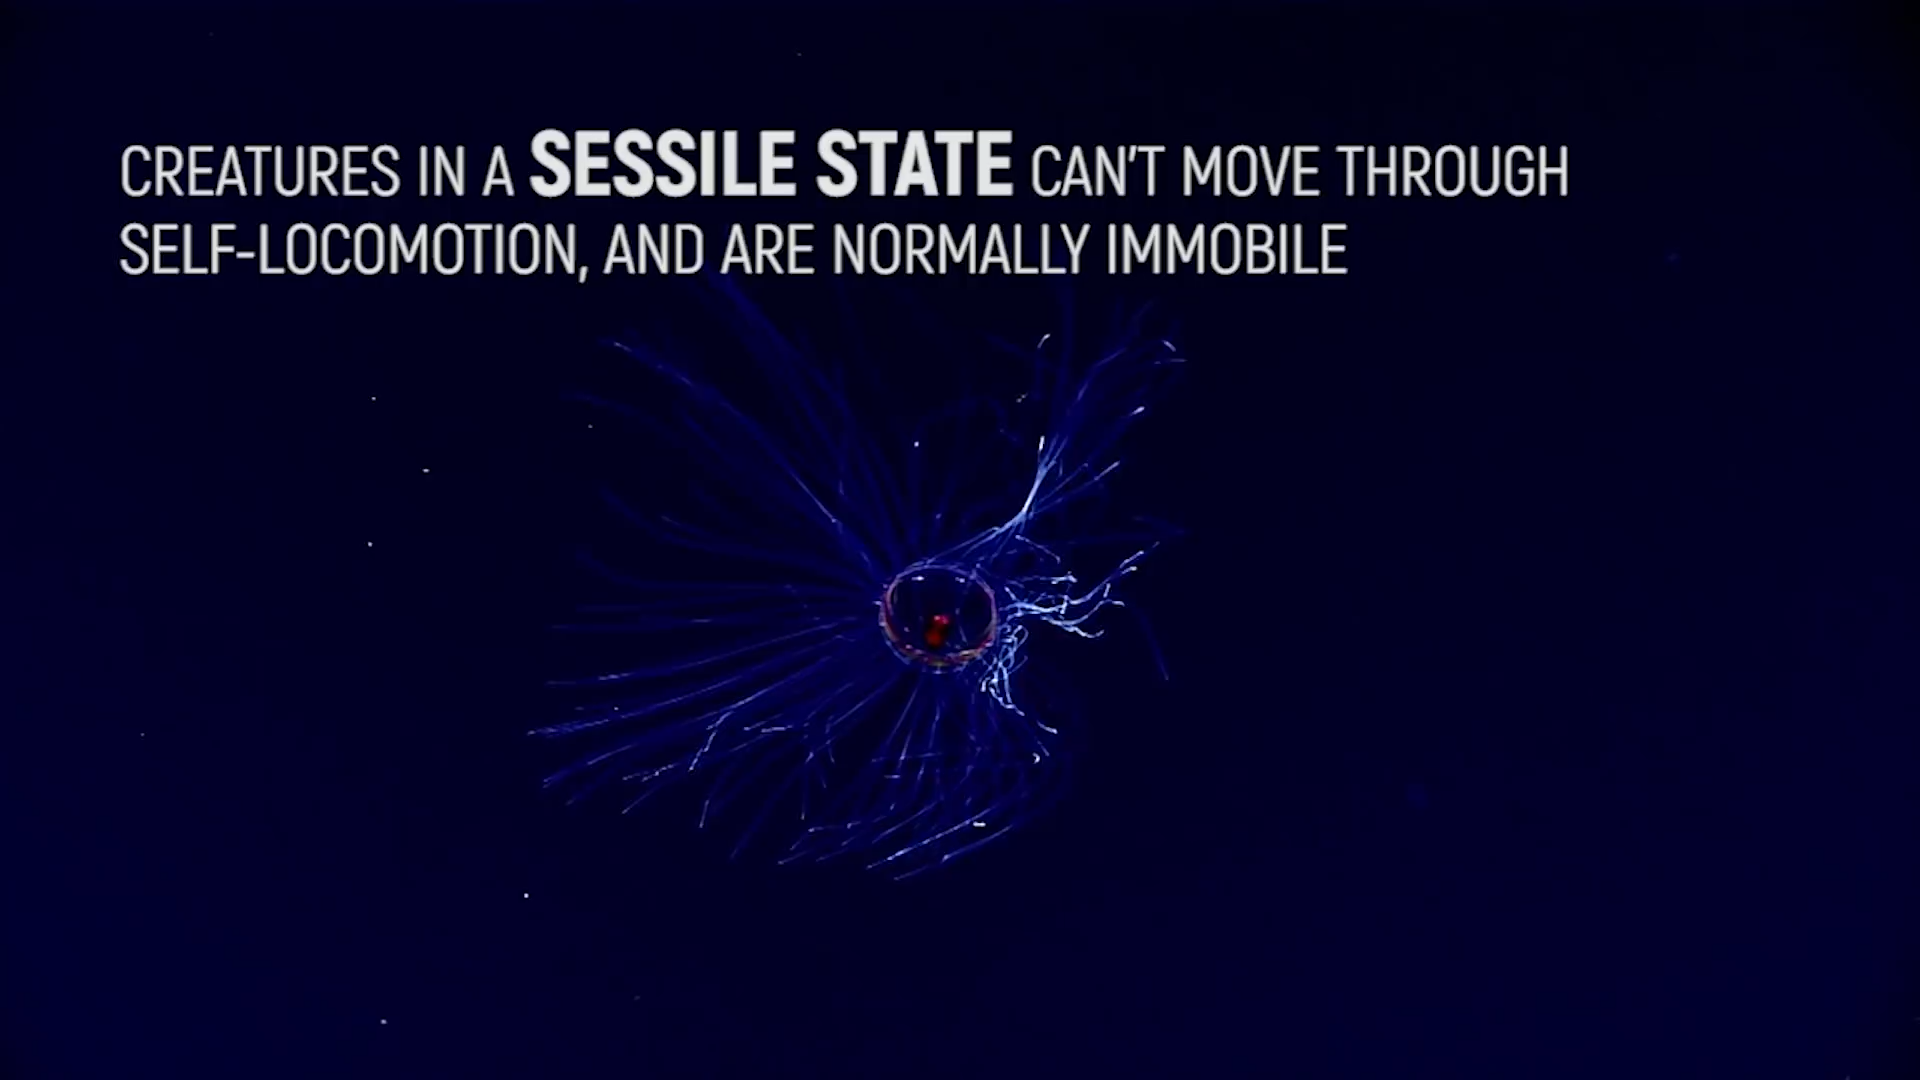 CREATURES IN A SESSILE STATE CAN'T MOVE THROUGH
SELF-LOCOMOTION, AND ARE NORMALLY IMMOBILE